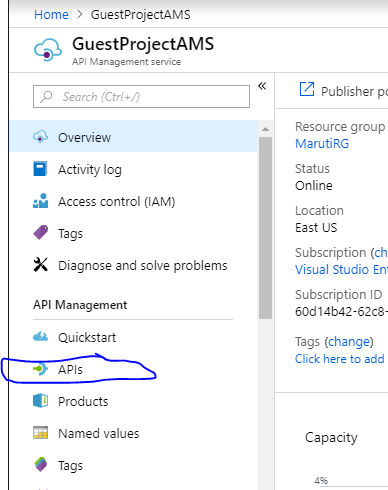 Home > GuestProjectAMS
GuestProjectAMS
API Management service
Search (Ctrl+/)
«
Overview
Activity log
Access control (IAM)
Tags
Diagnose and solve problems
API Management
Quickstart
APIs
Products
Named values
Tags
Publisher po
Resource group
MarutiRG
Status
Online
Location
East US
Subscription (cha
Visual Studio Ent
Subscription ID
60d14b42-62c8-
Tags (change)
Click here to add
Capacity
4%